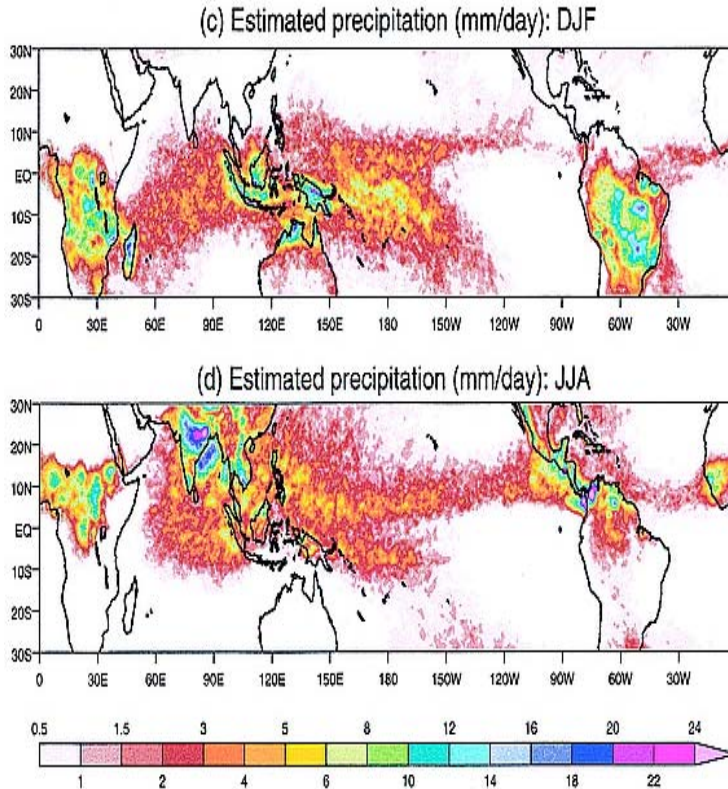 (c) Estimated precipitation (mm/day): DJF
30N
20N
10N
EQ
10S
20S
30S
0 30E 60E 90E 120E 150E 180 150W 120W 90W 60W 30W
(d) Estimated precipitation (mm/day): JJA
30N
20N
10N
EQ
10S
20S
30S
0 30E 60E 90E 120E 150E 180 150W 120W 90W 60W 30W
0.5 1.5 3 5 8 12 16 20 24
1 2 4 6 10 14 18 22